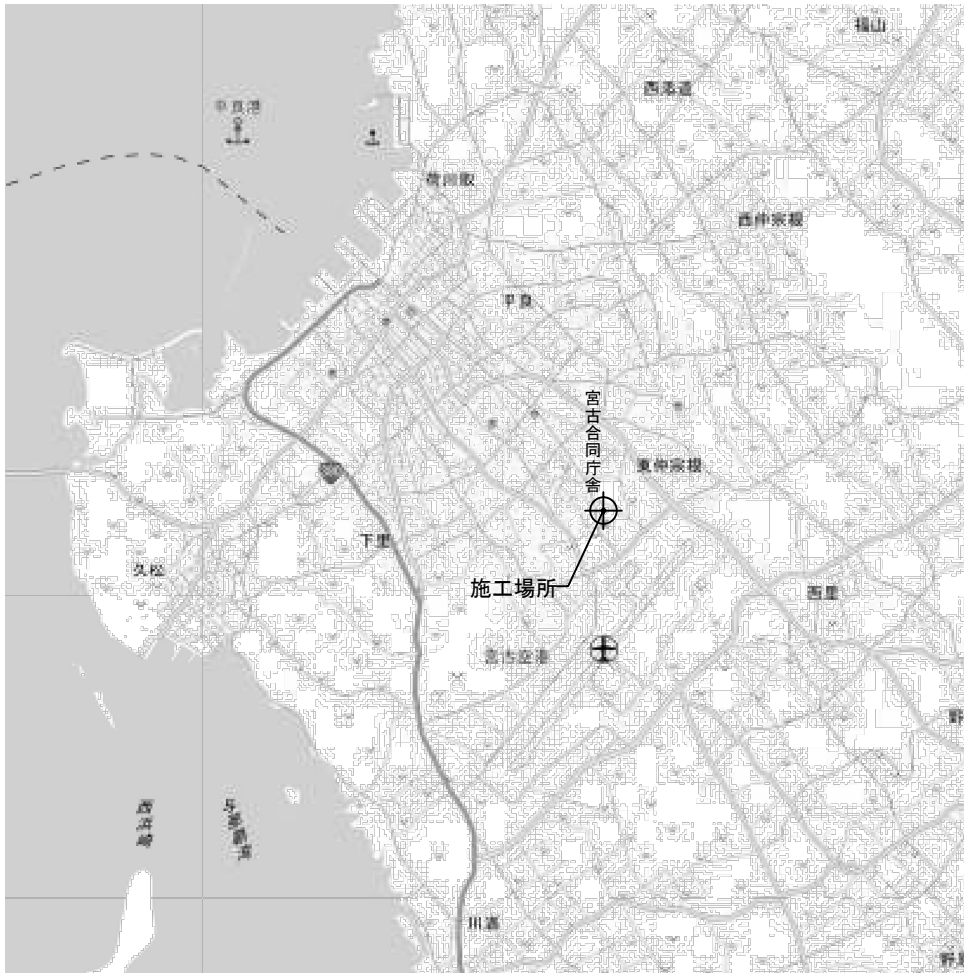 福山
西添道
平良港
荷川取
西仲宗根
平良
宮古合同庁舎
東仲宗根
下里
久松
施工場所
西里
宮古空港
野
西浜崎
与那覇湾
川満